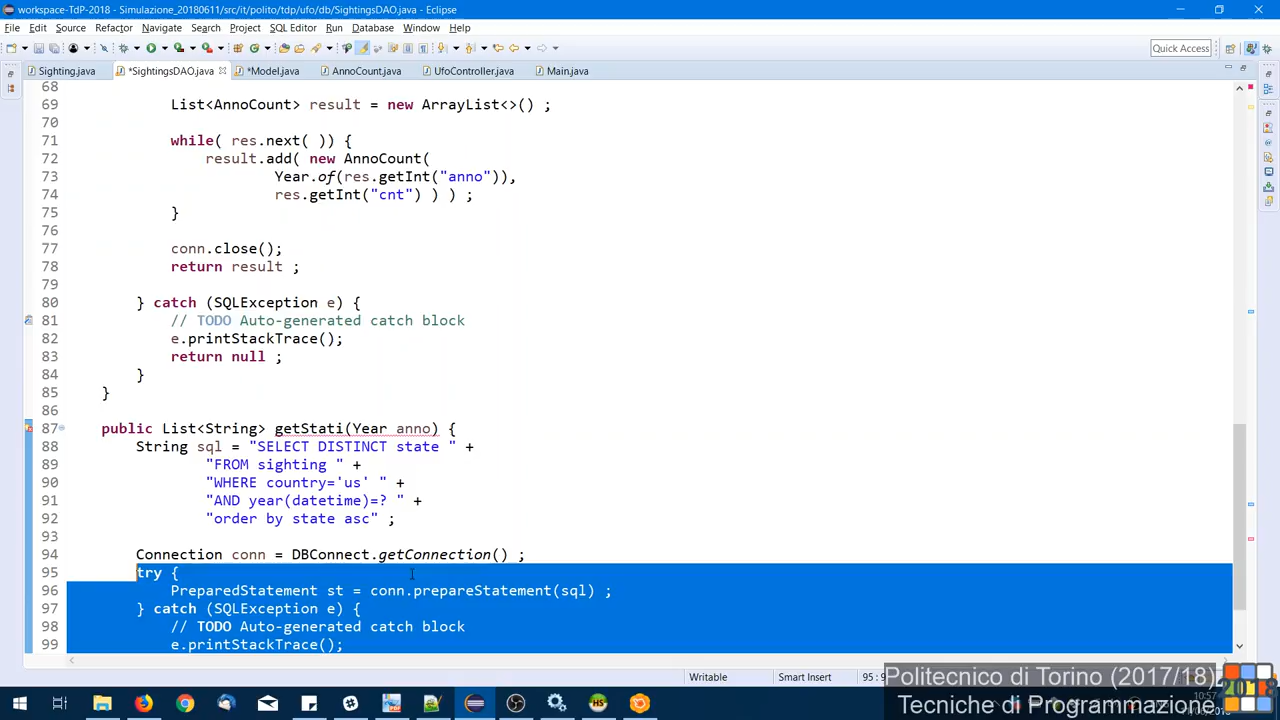 workspace-TdP-2018 - Simulazione_20180611/src/it/polito/tdp/ufo/db/SightingsDAO.java - Eclipse
File Edit Source Refactor Navigate Search Project SQL Editor Run Database Window Help
Quick Access
Sighting.java *SightingsDAO.java *Model.java AnnoCount.java UfoController.java Main.java
68
69 List<AnnoCount> result = new ArrayList<>() ;
70
71 while( res.next( )) {
72 result.add( new AnnoCount(
73 Year.of(res.getInt("anno")),
74 res.getInt("cnt") ) ) ;
75 }
76
77 conn.close();
78 return result ;
79
80 } catch (SQLException e) {
81 // TODO Auto-generated catch block
82 e.printStackTrace();
83 return null ;
84 }
85 }
86
87 public List<String> getStati(Year anno) {
88 String sql = "SELECT DISTINCT state " +
89 "FROM sighting " +
90 "WHERE country='us' " +
91 "AND year(datetime)=? " +
92 "order by state asc" ;
93
94 Connection conn = DBConnect.getConnection() ;
95 try {
96 PreparedStatement st = conn.prepareStatement(sql) ;
97 } catch (SQLException e) {
98 // TODO Auto-generated catch block
99 e.printStackTrace();
Writable Smart Insert
Politecnico di Torino (2017/18)
Tecniche di Programmazione
2018
10:57